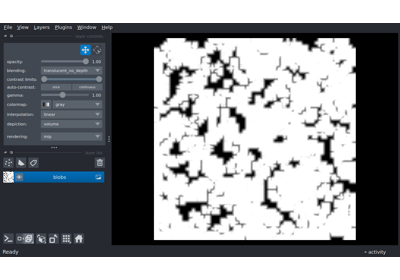 File View Layers Plugins Window Help
opacity: 1.00
blending: translucent_no_depth
contrast limits:
auto-contrast: once continuous
gamma: 1.00
colormap: gray
interpolation: linear
depiction: volume
rendering: mip
blobs
Ready
activity